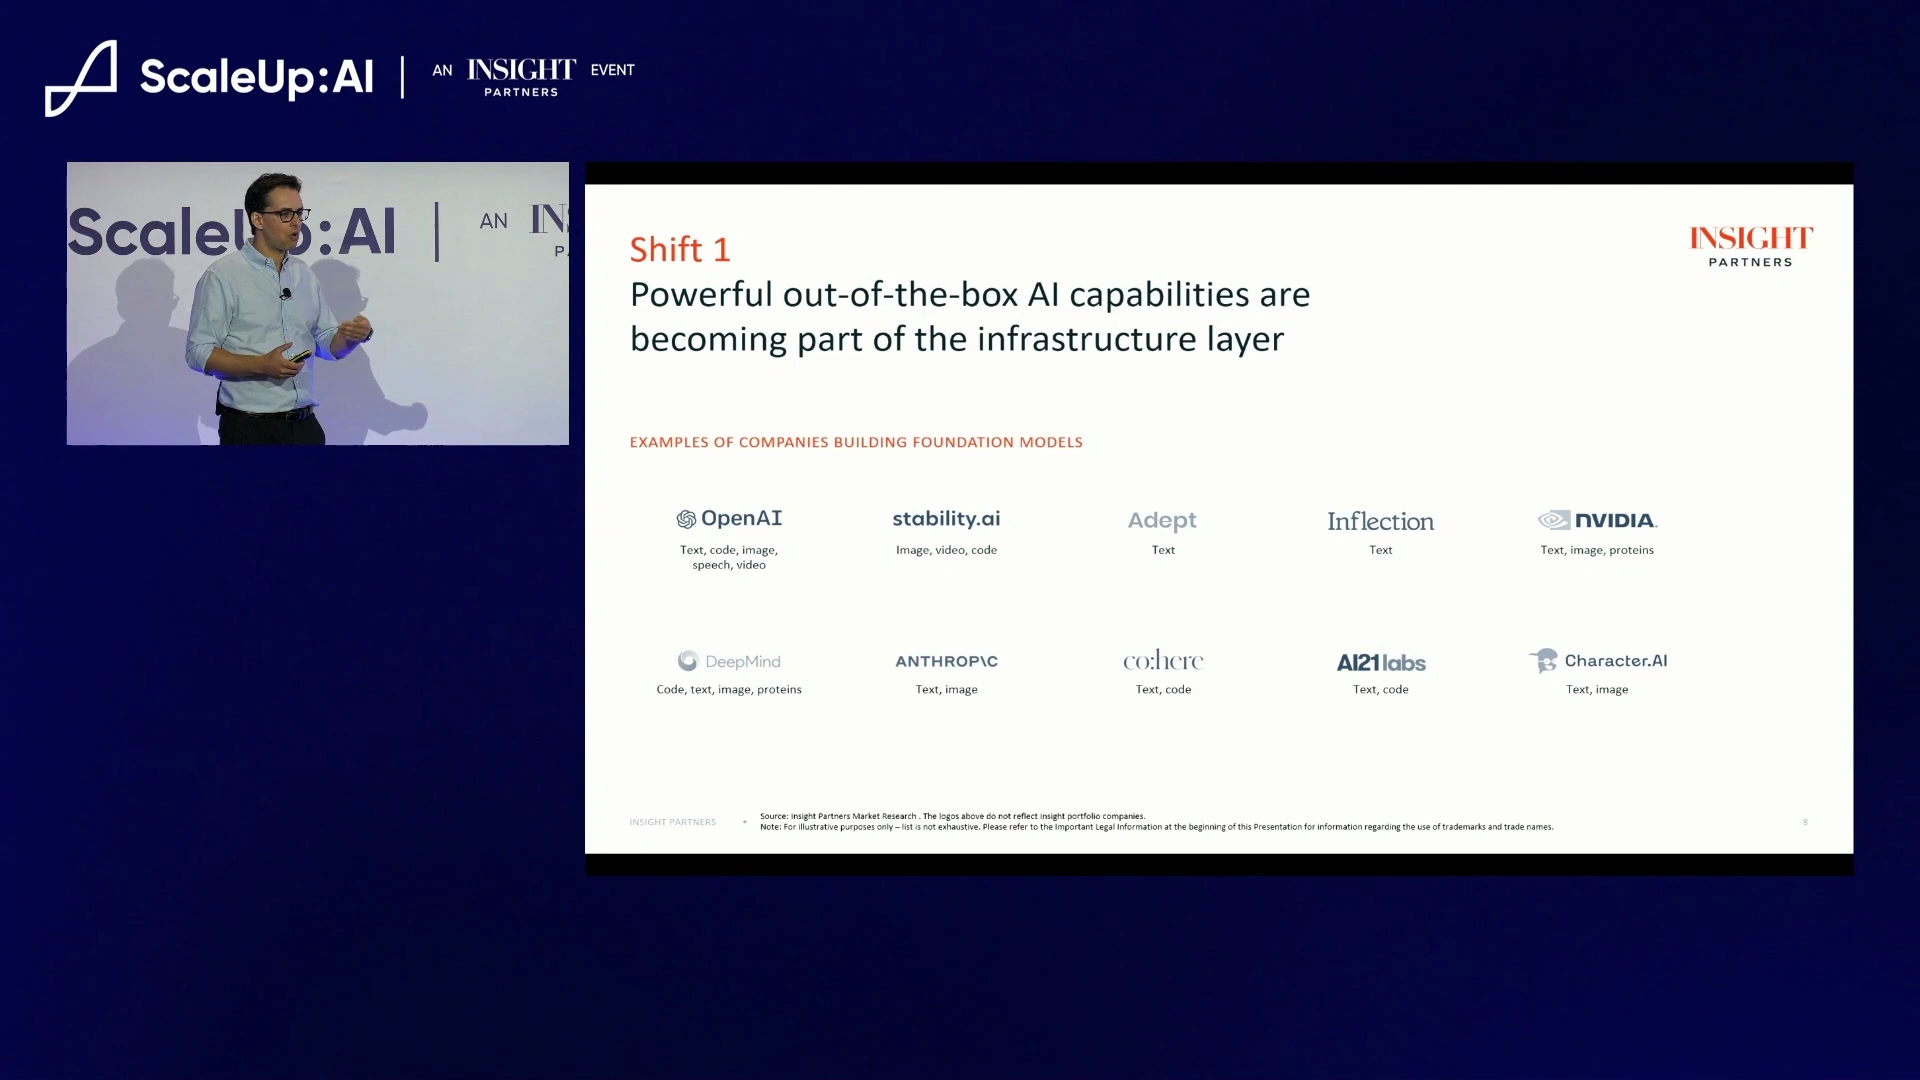 ScaleUp:AI
AN INSIGHT EVENT
PARTNERS
ScaleUp:AI
AN
Shift 1
Powerful out-of-the-box AI capabilities are
becoming part of the infrastructure layer
INSIGHT
PARTNERS
EXAMPLES OF COMPANIES BUILDING FOUNDATION MODELS
OpenAI
Text, code, image,
speech, video
stability.ai
Image, video, code
Adept
Text
Inflection
Text
NVIDIA.
Text, image, proteins
DeepMind
Code, text, image, proteins
ANTHROP\C
Text, image
co:here
Text, code
AI21labs
Text, code
Character.AI
Text, image
INSIGHT PARTNERS
•
Source: Insight Partners Market Research . The logos above do not reflect Insight portfolio companies.
Note: For illustrative purposes only – list is not exhaustive. Please refer to the Important Legal Information at the beginning of this Presentation for information regarding the use of trademarks and trade names.
8